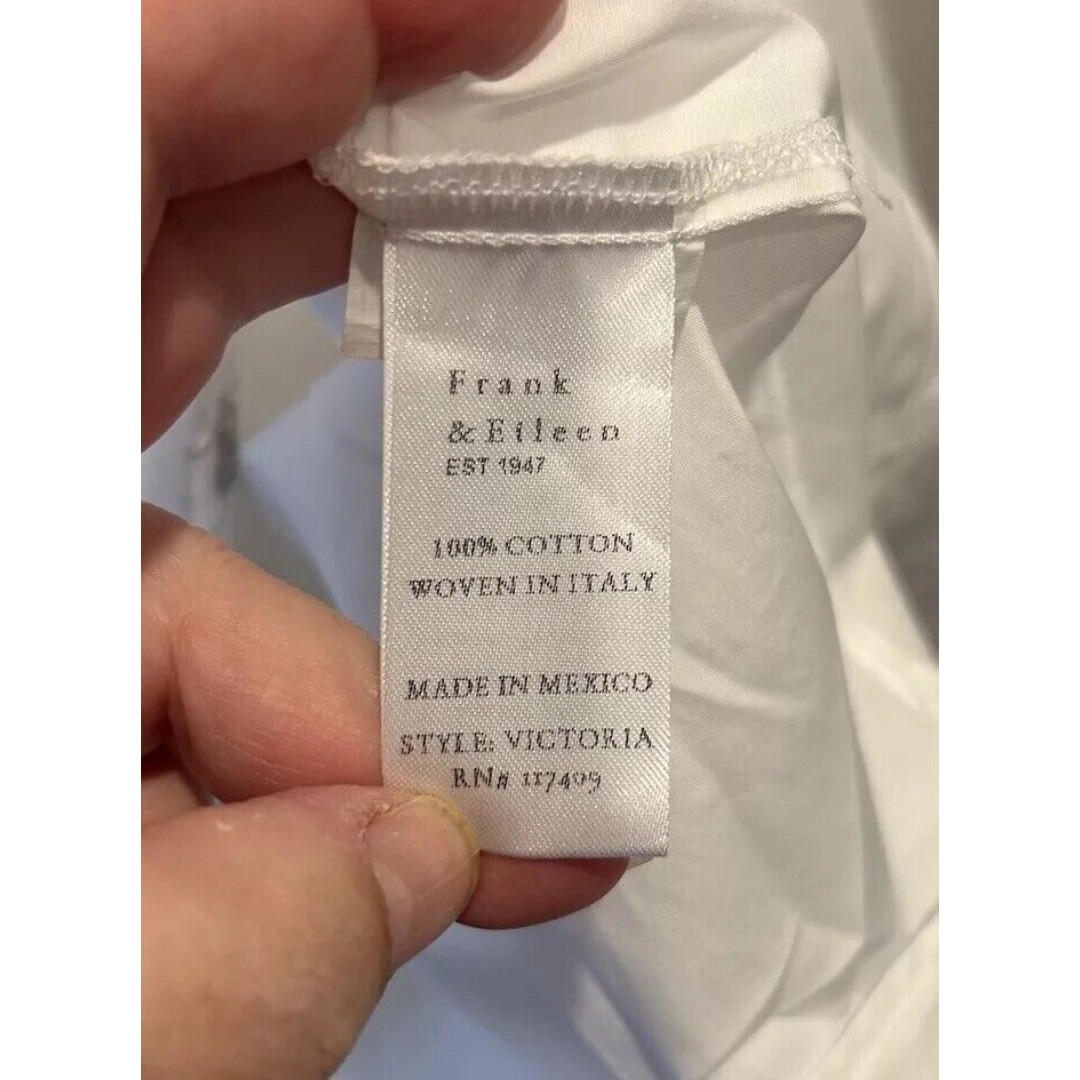 Frank
& Eileen
EST 1947
100% COTTON
WOVEN IN ITALY
MADE IN MEXICO
STYLE: VICTORIA
RN# 117409